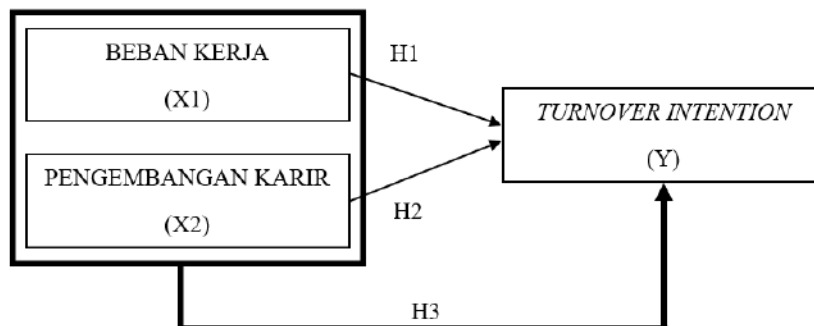 BEBAN KERJA
(X1)
H1
TURNOVER INTENTION
(Y)
PENGEMBANGAN KARIR
(X2)
H2
H3